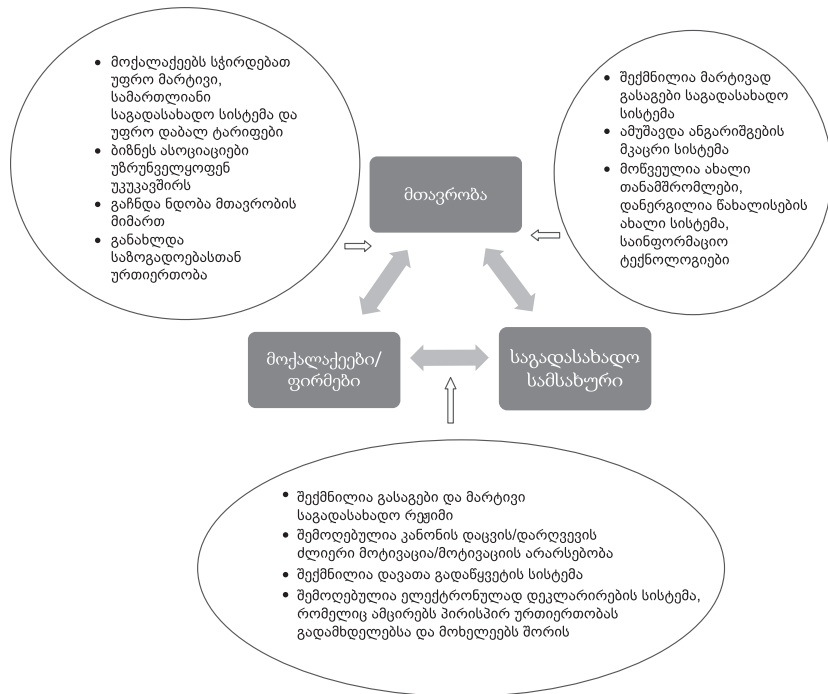 • მოქალაქეებს სჭირდებათ
უფრო მარტივი,
სამართლიანი
საგადასახადო სისტემა და
უფრო დაბალ ტარიფები
• ბიზნეს ასოციაციები
უზრუნველყოფენ
უკუკავშირს
• გაჩნდა ნდობა მთავრობის
მიმართ
• განახლდა
საზოგადოებასთან
ურთიერთობა
• შექმნილია მარტივად
გასაგები საგადასახადო
სისტემა
• ამუშავდა ანგარიშგების
მკაცრი სისტემა
• მოწვეულია ახალი
თანამშრომლები,
დანერგილია წახალისების
ახალი სისტემა,
საინფორმაციო
ტექნოლოგიები
მთავრობა
მოქალაქეები/
ფირმები
საგადასახადო
სამსახური
• შექმნილია გასაგები და მარტივი
საგადასახადო რეჟიმი
• შემოღებულია კანონის დაცვის/დარღვევის
ძლიერი მოტივაცია/მოტივაციის არარსებობა
• შექმნილია დავათა გადაწყვეტის სისტემა
• შემოღებულია ელექტრონულად დეკლარირების სისტემა,
რომელიც ამცირებს პირისპირ ურთიერთობას
გადამხდელებსა და მოხელეებს შორის